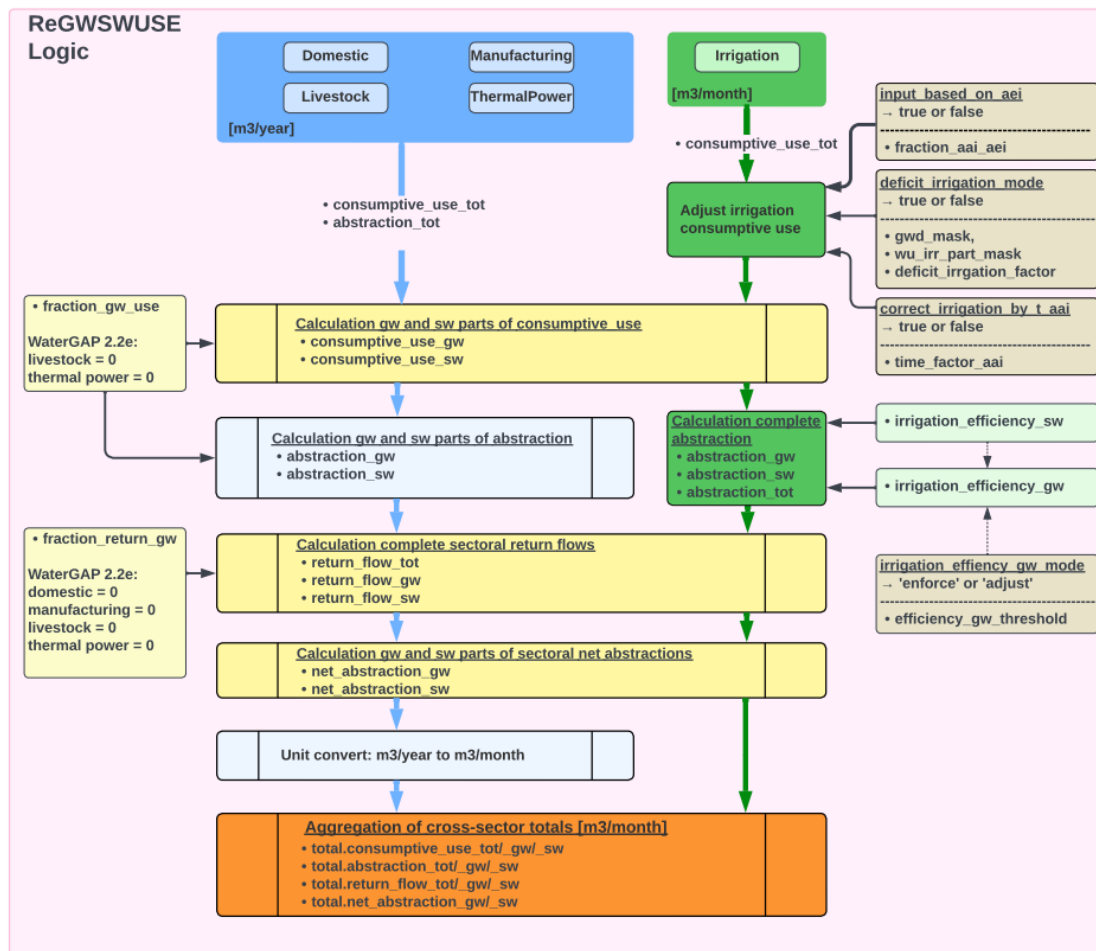 ReGWSWUSE
Logic
Domestic
Manufacturing
Livestock
ThermalPower
[m3/year]
Irrigation
[m3/month]
• consumptive_use_tot
input_based_on_aei
→ true or false
• fraction_aai_aei
• consumptive_use_tot
• abstraction_tot
Adjust irrigation
consumptive use
deficit_irrigation_mode
→ true or false
• gwd_mask,
• wu_irr_part_mask
• deficit_irrgation_factor
correct_irrigation_by_t_aai
→ true or false
• time_factor_aai
• fraction_gw_use
WaterGAP 2.2e:
livestock = 0
thermal power = 0
Calculation gw and sw parts of consumptive_use
• consumptive_use_gw
• consumptive_use_sw
Calculation gw and sw parts of abstraction
• abstraction_gw
• abstraction_sw
Calculation complete
abstraction
• abstraction_gw
• abstraction_sw
• abstraction_tot
• irrigation_efficiency_sw
• irrigation_efficiency_gw
irrigation_effiency_gw_mode
→ 'enforce' or 'adjust'
• efficiency_gw_threshold
• fraction_return_gw
WaterGAP 2.2e:
domestic = 0
manufacturing = 0
livestock = 0
thermal power = 0
Calculation complete sectoral return flows
• return_flow_tot
• return_flow_gw
• return_flow_sw
Calculation gw and sw parts of sectoral net abstractions
• net_abstraction_gw
• net_abstraction_sw
Unit convert: m3/year to m3/month
Aggregation of cross-sector totals [m3/month]
• total.consumptive_use_tot/_gw/_sw
• total.abstraction_tot/_gw/_sw
• total.return_flow_tot/_gw/_sw
• total.net_abstraction_gw/_sw